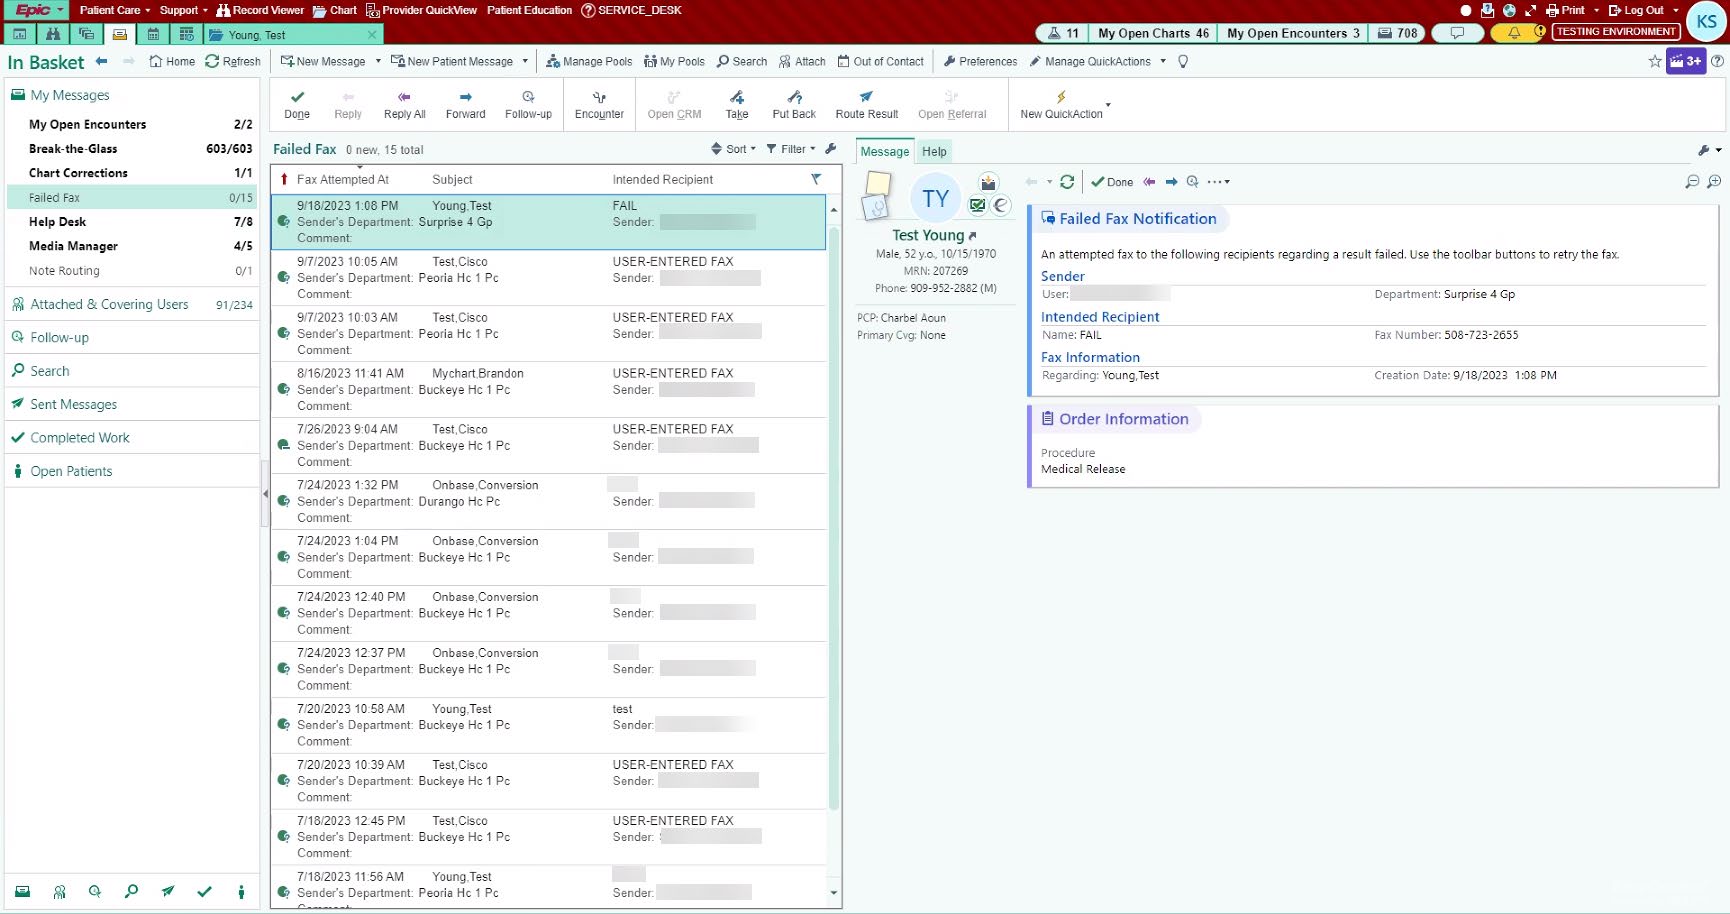 Epic Patient Care Support Record Viewer Chart Provider QuickView Patient Education SERVICE_DESK Print Log Out
Young, Test 11 My Open Charts 46 My Open Encounters 3 708 TESTING ENVIRONMENT KS
In Basket Home Refresh New Message New Patient Message Manage Pools My Pools Search Attach Out of Contact Preferences Manage QuickActions 3+
My Messages
My Open Encounters 2/2
Break-the-Glass 603/603
Chart Corrections 1/1
Failed Fax 0/15
Help Desk 7/8
Media Manager 4/5
Note Routing 0/1
Attached & Covering Users 91/234
Follow-up
Search
Sent Messages
Completed Work
Open Patients
Done Reply Reply All Forward Follow-up Encounter Open CRM Take Put Back Route Result Open Referral New QuickAction
Failed Fax 0 new, 15 total Sort Filter
Fax Attempted At Subject Intended Recipient
9/18/2023 1:08 PM Young,Test FAIL
Sender's Department: Surprise 4 Gp Sender:
Comment:
9/7/2023 10:05 AM Test,Cisco USER-ENTERED FAX
Sender's Department: Peoria Hc 1 Pc Sender:
Comment:
9/7/2023 10:03 AM Test,Cisco USER-ENTERED FAX
Sender's Department: Peoria Hc 1 Pc Sender:
Comment:
8/16/2023 11:41 AM Mychart,Brandon USER-ENTERED FAX
Sender's Department: Buckeye Hc 1 Pc Sender:
Comment:
7/26/2023 9:04 AM Test,Cisco USER-ENTERED FAX
Sender's Department: Buckeye Hc 1 Pc Sender:
Comment:
7/24/2023 1:32 PM Onbase,Conversion
Sender's Department: Durango Hc Pc Sender:
Comment:
7/24/2023 1:04 PM Onbase,Conversion
Sender's Department: Buckeye Hc 1 Pc Sender:
Comment:
7/24/2023 12:40 PM Onbase,Conversion
Sender's Department: Buckeye Hc 1 Pc Sender:
Comment:
7/24/2023 12:37 PM Onbase,Conversion
Sender's Department: Buckeye Hc 1 Pc Sender:
Comment:
7/20/2023 10:58 AM Young,Test test
Sender's Department: Buckeye Hc 1 Pc Sender:
Comment:
7/20/2023 10:39 AM Test,Cisco USER-ENTERED FAX
Sender's Department: Buckeye Hc 1 Pc Sender:
Comment:
7/18/2023 12:45 PM Test,Cisco USER-ENTERED FAX
Sender's Department: Buckeye Hc 1 Pc Sender:
Comment:
7/18/2023 11:56 AM Young,Test
Sender's Department: Peoria Hc 1 Pc Sender:
Comment:
Message Help
TY
Test Young
Male, 52 y.o., 10/15/1970
MRN: 207269
Phone: 909-952-2882 (M)
PCP: Charbel Aoun
Primary Cvg: None
Done
Failed Fax Notification
An attempted fax to the following recipients regarding a result failed. Use the toolbar buttons to retry the fax.
Sender
User: Department: Surprise 4 Gp
Intended Recipient
Name: FAIL Fax Number: 508-723-2655
Fax Information
Regarding: Young,Test Creation Date: 9/18/2023 1:08 PM
Order Information
Procedure
Medical Release